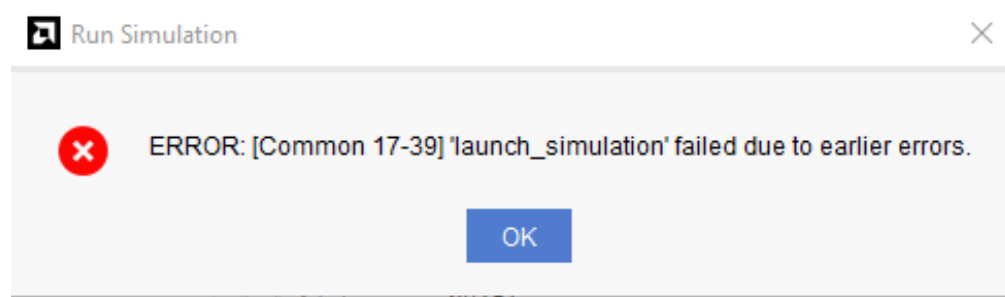 Run Simulation
ERROR: [Common 17-39] 'launch_simulation' failed due to earlier errors.
OK